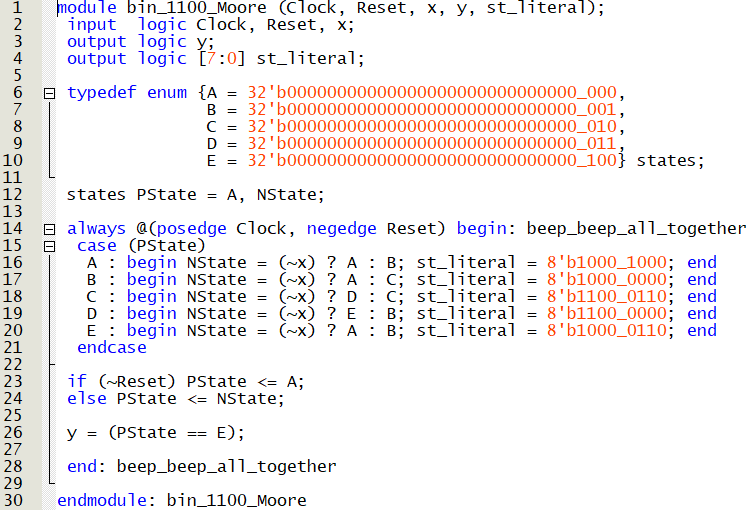 1 module bin_1100_Moore (Clock, Reset, x, y, st_literal);
2 input logic Clock, Reset, x;
3 output logic y;
4 output logic [7:0] st_literal;
5
6 typedef enum {A = 32'b00000000000000000000000000000_000,
7 B = 32'b00000000000000000000000000000_001,
8 C = 32'b00000000000000000000000000000_010,
9 D = 32'b00000000000000000000000000000_011,
10 E = 32'b00000000000000000000000000000_100} states;
11
12 states PState = A, NState;
13
14 always @(posedge Clock, negedge Reset) begin: beep_beep_all_together
15 case (PState)
16 A : begin NState = (~x) ? A : B; st_literal = 8'b1000_1000; end
17 B : begin NState = (~x) ? A : C; st_literal = 8'b1000_0000; end
18 C : begin NState = (~x) ? D : C; st_literal = 8'b1100_0110; end
19 D : begin NState = (~x) ? E : B; st_literal = 8'b1100_0000; end
20 E : begin NState = (~x) ? A : B; st_literal = 8'b1000_0110; end
21 endcase
22
23 if (~Reset) PState <= A;
24 else PState <= NState;
25
26 y = (PState == E);
27
28 end: beep_beep_all_together
29
30 endmodule: bin_1100_Moore